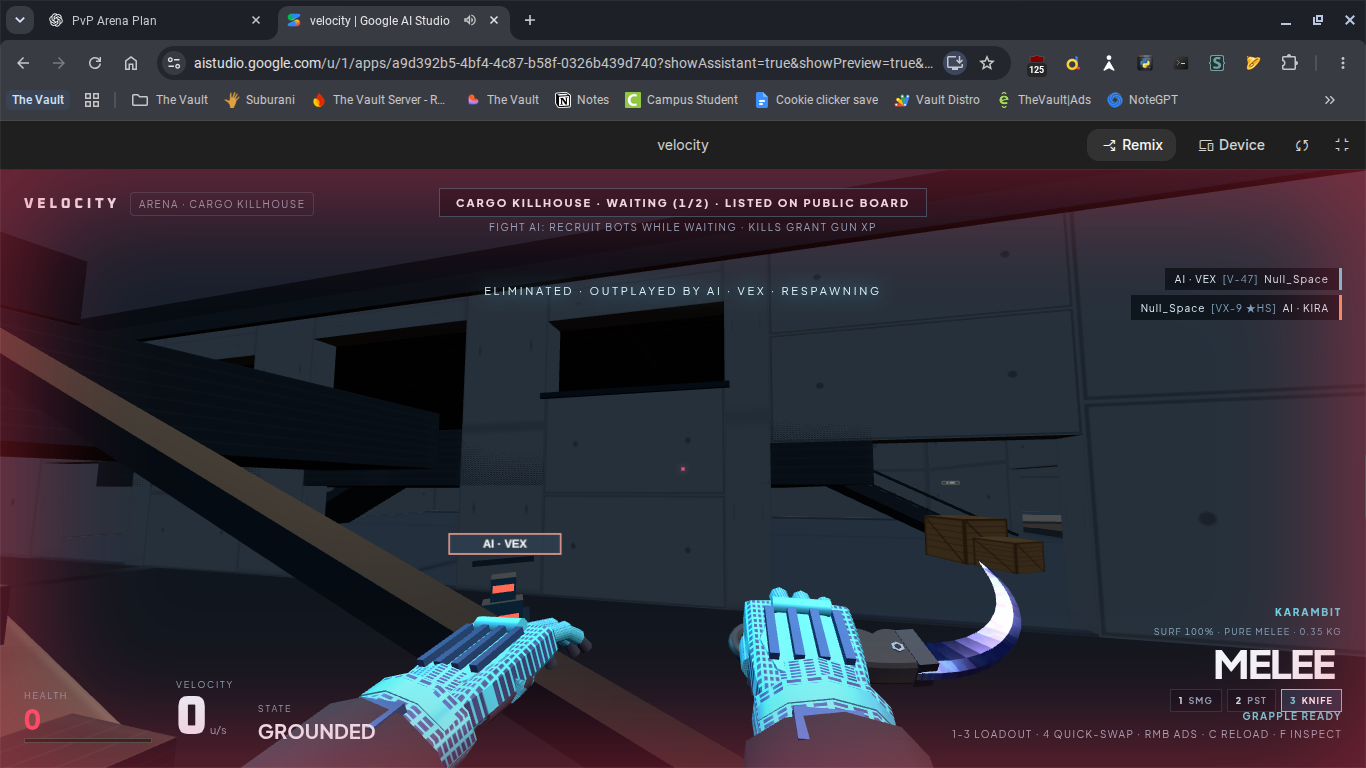 PvP Arena Plan
velocity | Google AI Studio
aistudio.google.com/u/1/apps/a9d392b5-4bf4-4c87-b58f-0326b439d740?showAssistant=true&showPreview=true&...
125
The Vault
The Vault
Suburani
The Vault Server - R...
The Vault
Notes
Campus Student
Cookie clicker save
Vault Distro
TheVault|Ads
NoteGPT
velocity
Remix
Device
VELOCITY
ARENA · CARGO KILLHOUSE
CARGO KILLHOUSE · WAITING (1/2) · LISTED ON PUBLIC BOARD
FIGHT AI: RECRUIT BOTS WHILE WAITING · KILLS GRANT GUN XP
ELIMINATED · OUTPLAYED BY AI · VEX · RESPAWNING
AI · VEX [V-47] Null_Space
Null_Space [VX-9 ★HS] AI · KIRA
AI · VEX
KARAMBIT
SURF 100% · PURE MELEE · 0.35 KG
MELEE
1 SMG
2 PST
3 KNIFE
GRAPPLE READY
1-3 LOADOUT · 4 QUICK-SWAP · RMB ADS · C RELOAD · F INSPECT
HEALTH
0
VELOCITY
0 u/s
STATE
GROUNDED